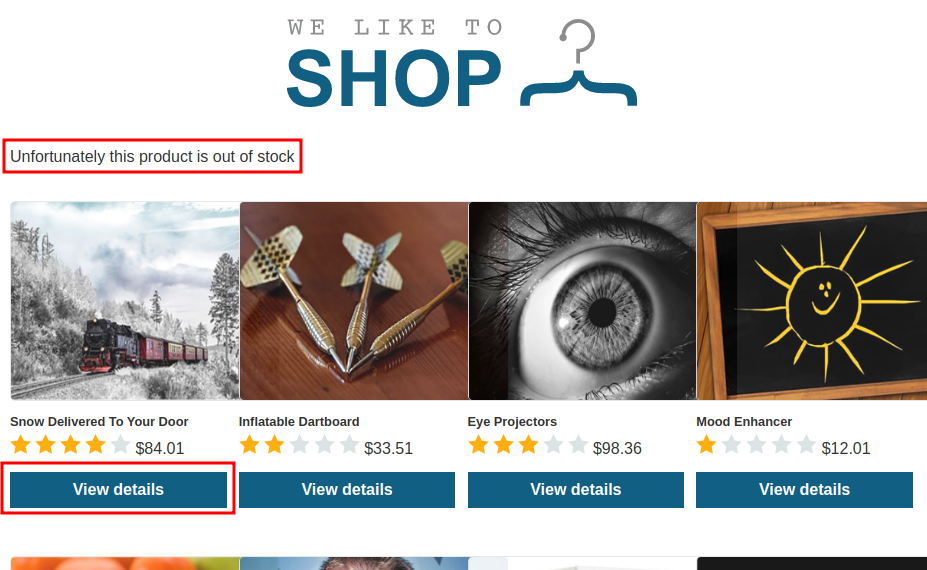 WE LIKE TO
SHOP
Unfortunately this product is out of stock
Snow Delivered To Your Door
Inflatable Dartboard
Eye Projectors
Mood Enhancer
$84.01
$33.51
$98.36
$12.01
View details
View details
View details
View details